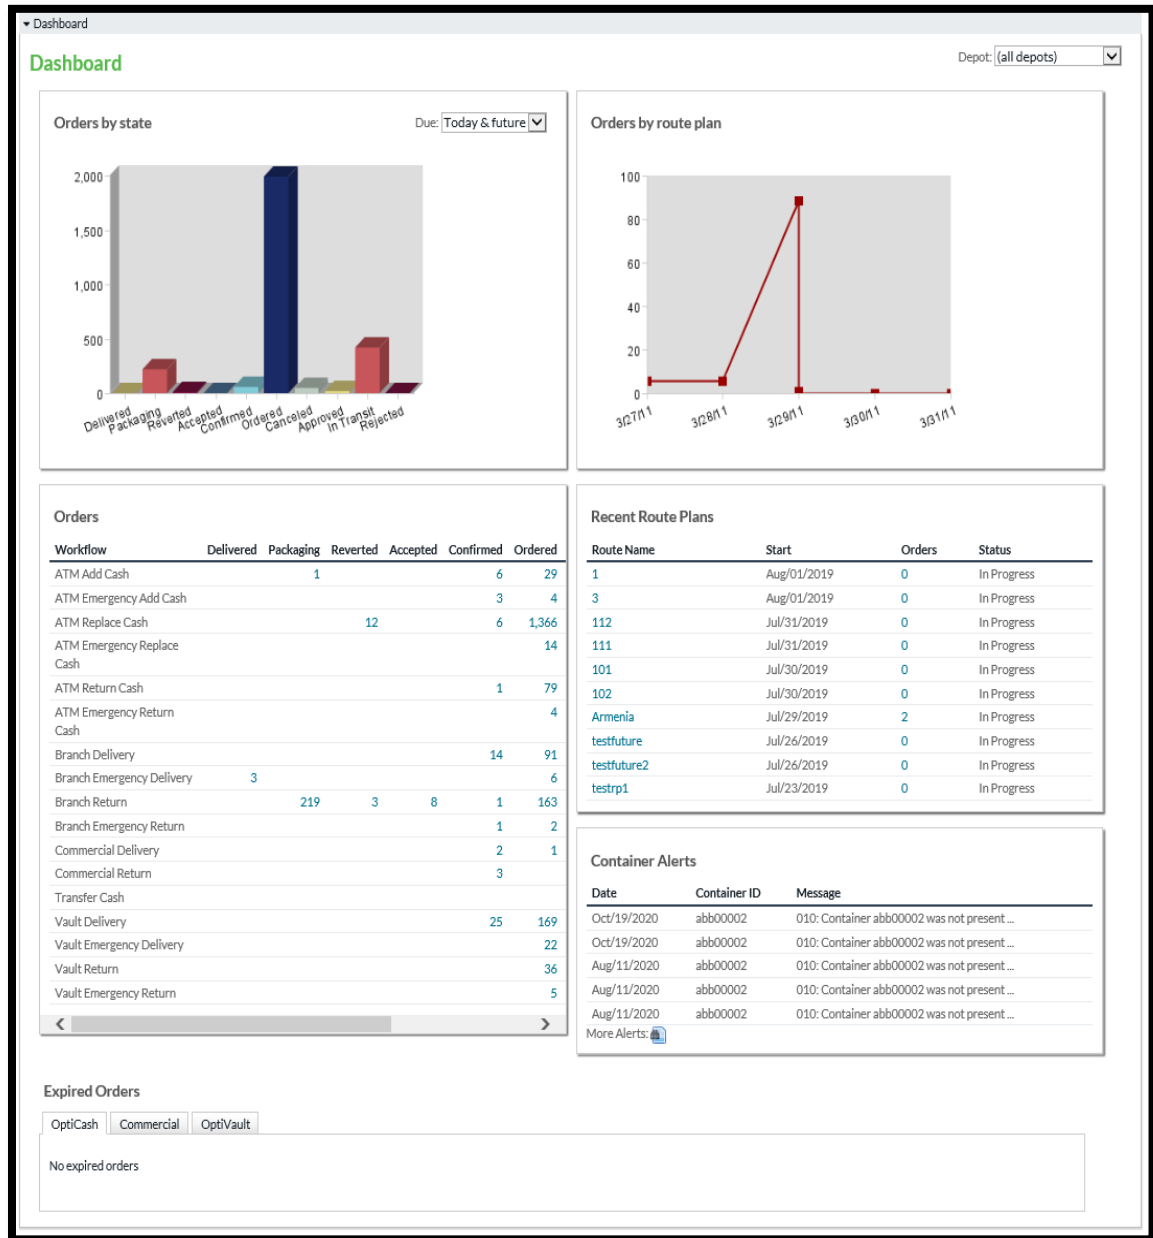 Dashboard
Dashboard
Depot: (all depots)
Orders by state
Due: Today & future
2,000
1,500
1,000
500
0
Delivered Packaging Reverted Accepted Confirmed Ordered Canceled Approved In Transit Rejected
Orders by route plan
100
80
60
40
20
0
3/27/11 3/28/11 3/29/11 3/30/11 3/31/11
Orders
Workflow Delivered Packaging Reverted Accepted Confirmed Ordered
ATM Add Cash 1 6 29
ATM Emergency Add Cash 3 4
ATM Replace Cash 12 6 1,366
ATM Emergency Replace 14
Cash
ATM Return Cash 1 79
ATM Emergency Return 4
Cash
Branch Delivery 14 91
Branch Emergency Delivery 3 6
Branch Return 219 3 8 1 163
Branch Emergency Return 1 2
Commercial Delivery 2 1
Commercial Return 3
Transfer Cash
Vault Delivery 25 169
Vault Emergency Delivery 22
Vault Return 36
Vault Emergency Return 5
Recent Route Plans
Route Name Start Orders Status
1 Aug/01/2019 0 In Progress
3 Aug/01/2019 0 In Progress
112 Jul/31/2019 0 In Progress
111 Jul/31/2019 0 In Progress
101 Jul/30/2019 0 In Progress
102 Jul/30/2019 0 In Progress
Armenia Jul/29/2019 2 In Progress
testfuture Jul/26/2019 0 In Progress
testfuture2 Jul/26/2019 0 In Progress
testrp1 Jul/23/2019 0 In Progress
Container Alerts
Date Container ID Message
Oct/19/2020 abb00002 010: Container abb00002 was not present ...
Oct/19/2020 abb00002 010: Container abb00002 was not present ...
Aug/11/2020 abb00002 010: Container abb00002 was not present ...
Aug/11/2020 abb00002 010: Container abb00002 was not present ...
Aug/11/2020 abb00002 010: Container abb00002 was not present ...
More Alerts:
Expired Orders
OptiCash Commercial OptiVault
No expired orders